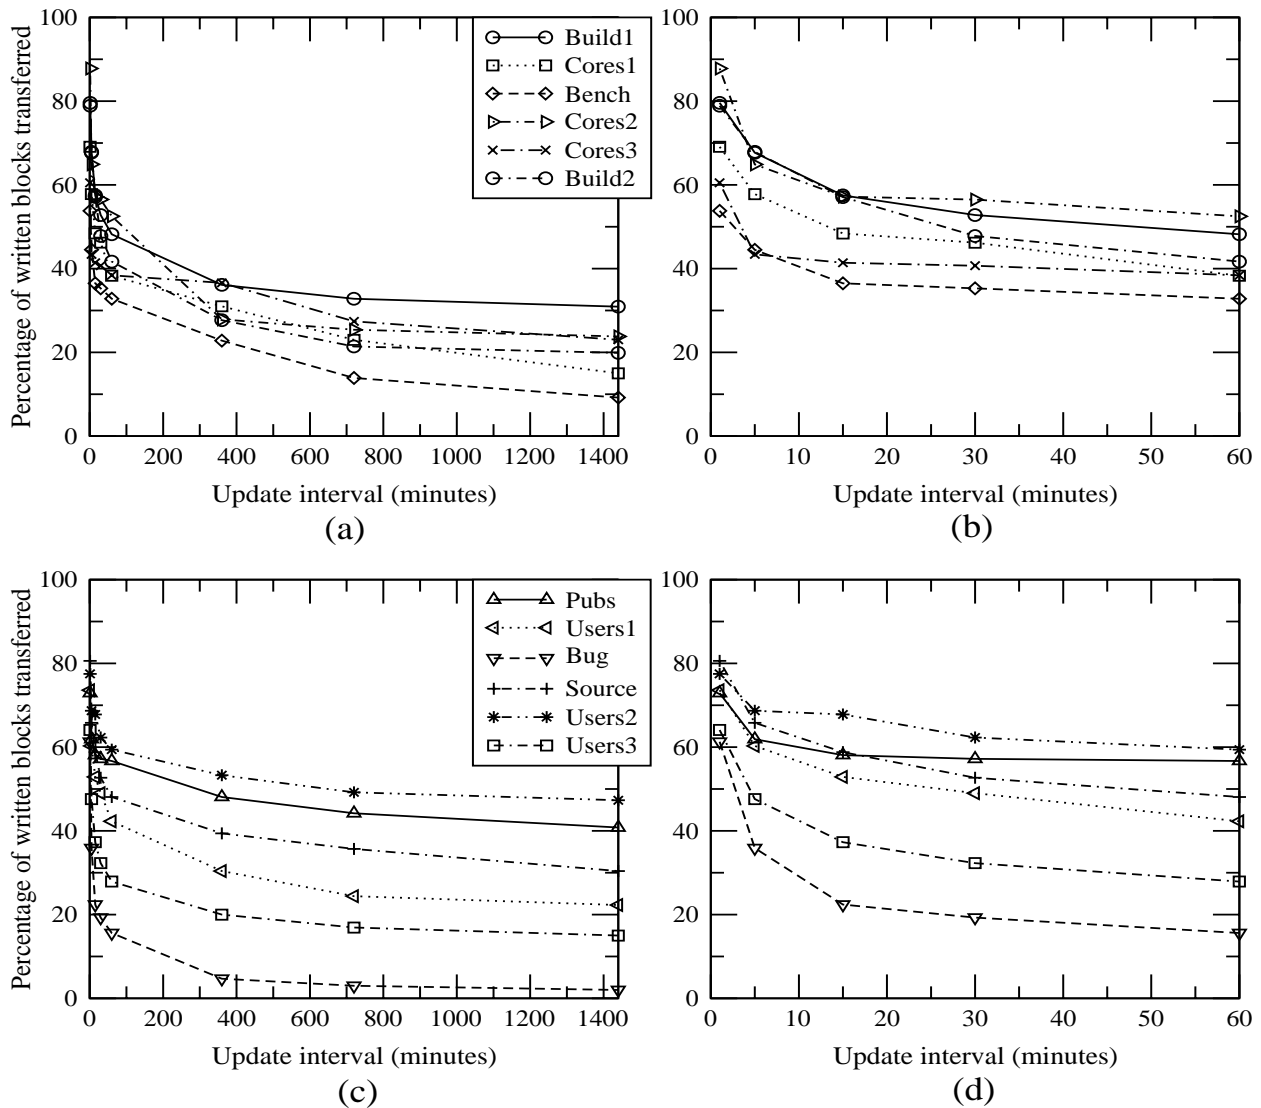 Percentage of written blocks transferred
100
80
60
40
20
0
0 200 400 600 800 1000 1200 1400
Update interval (minutes)
(a)
Build1
Cores1
Bench
Cores2
Cores3
Build2
100
80
60
40
20
0
0 10 20 30 40 50 60
Update interval (minutes)
(b)
Percentage of written blocks transferred
100
80
60
40
20
0
0 200 400 600 800 1000 1200 1400
Update interval (minutes)
(c)
Pubs
Users1
Bug
Source
Users2
Users3
100
80
60
40
20
0
0 10 20 30 40 50 60
Update interval (minutes)
(d)